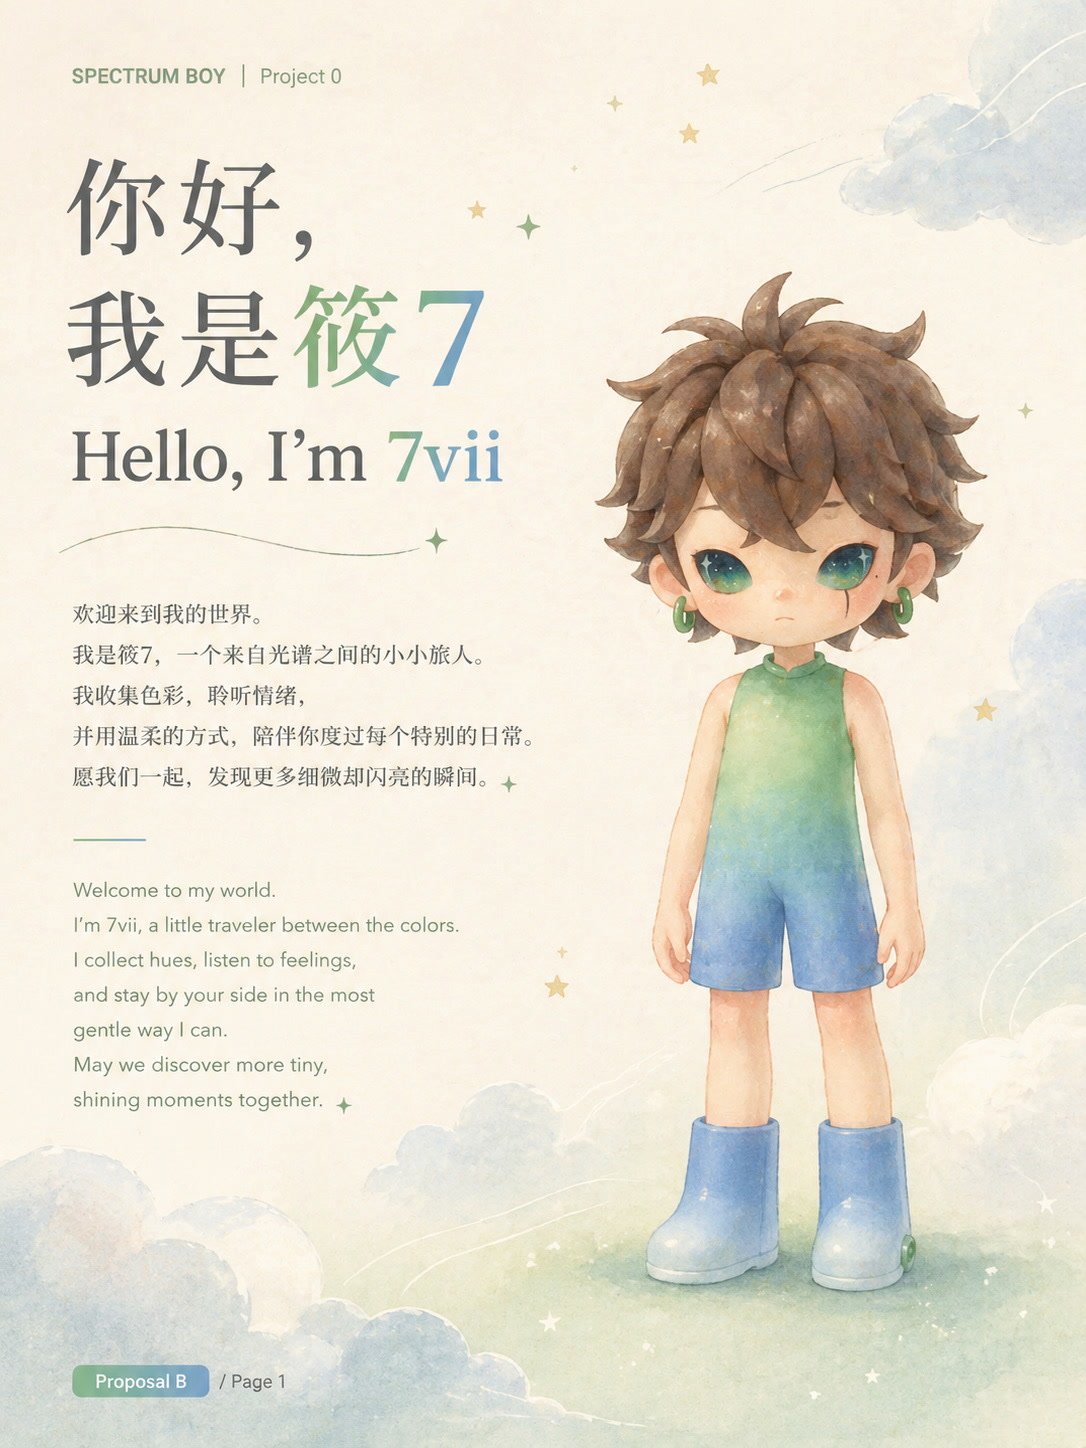 SPECTRUM BOY | Project 0
你好，
我是筱7
Hello, I’m 7vii
欢迎来到我的世界。
我是筱7，一个来自光谱之间的小小旅人。
我收集色彩，聆听情绪，
并用温柔的方式，陪伴你度过每个特别的日常。
愿我们一起，发现更多细微却闪亮的瞬间。
Welcome to my world.
I’m 7vii, a little traveler between the colors.
I collect hues, listen to feelings,
and stay by your side in the most
gentle way I can.
May we discover more tiny,
shining moments together.
Proposal B / Page 1